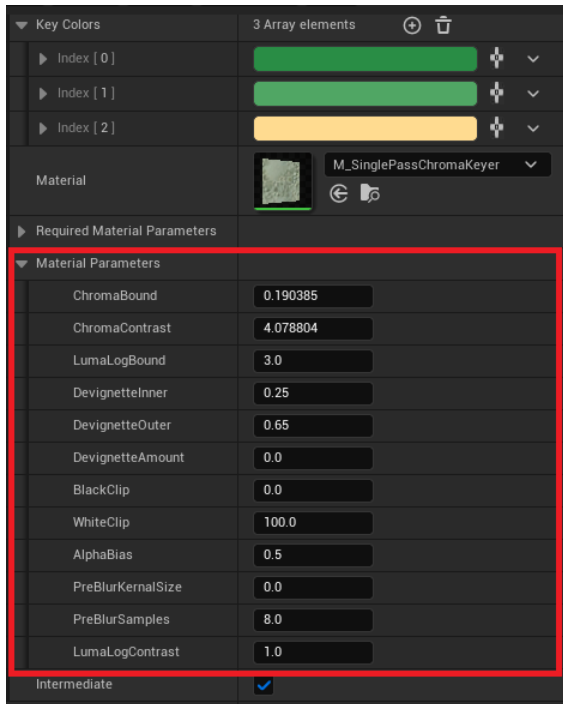 Key Colors 3 Array elements
Index [ 0 ]
Index [ 1 ]
Index [ 2 ]
Material M_SinglePassChromaKeyer
Required Material Parameters
Material Parameters
ChromaBound 0.190385
ChromaContrast 4.078804
LumaLogBound 3.0
DevignetteInner 0.25
DevignetteOuter 0.65
DevignetteAmount 0.0
BlackClip 0.0
WhiteClip 100.0
AlphaBias 0.5
PreBlurKernalSize 0.0
PreBlurSamples 8.0
LumaLogContrast 1.0
Intermediate